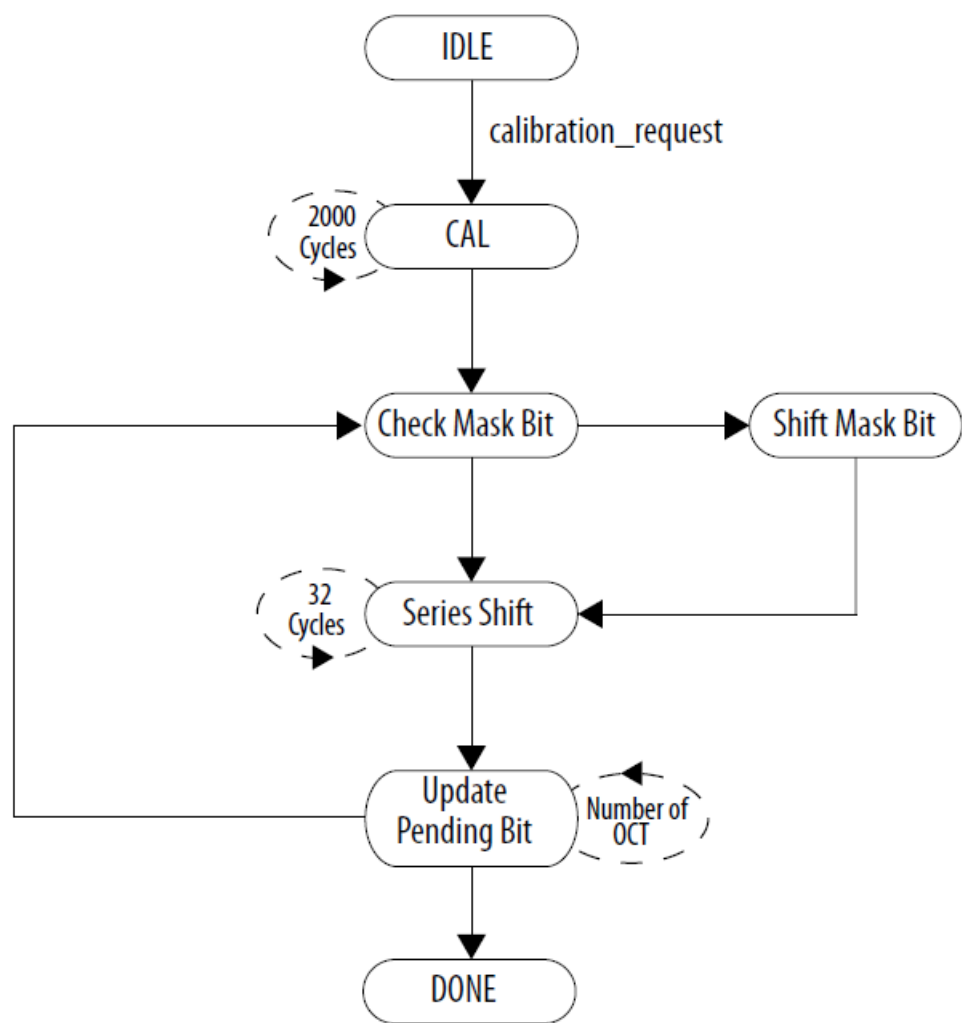 IDLE
calibration_request
2000
Cycles
CAL
Check Mask Bit
Shift Mask Bit
32
Cycles
Series Shift
Update
Pending Bit
Number of
OCT
DONE